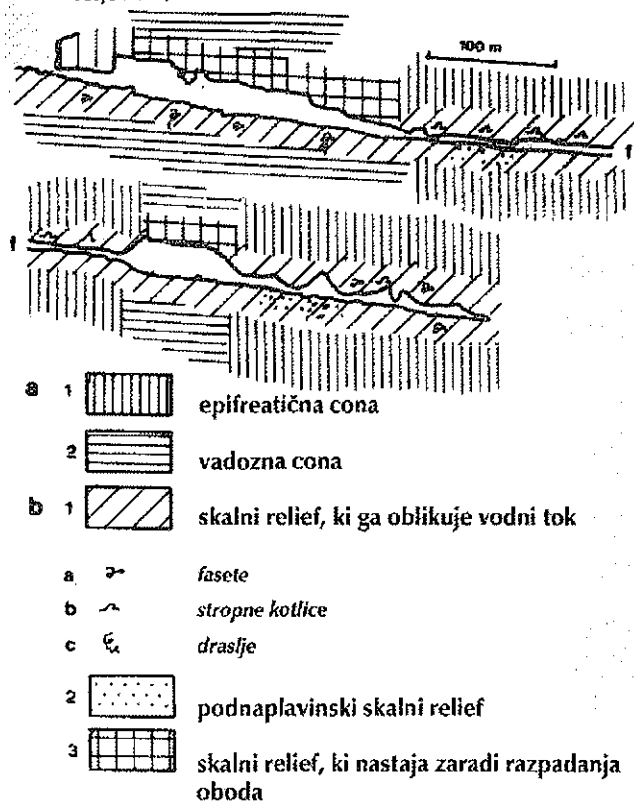 100 m
f
f
a 1 epifreatična cona
2 vadozna cona
b 1 skalni relief, ki ga oblikuje vodni tok
a fasete
b stropne kotlice
c draslje
2 podnaplavinski skalni relief
3 skalni relief, ki nastaja zaradi razpadanja
oboda